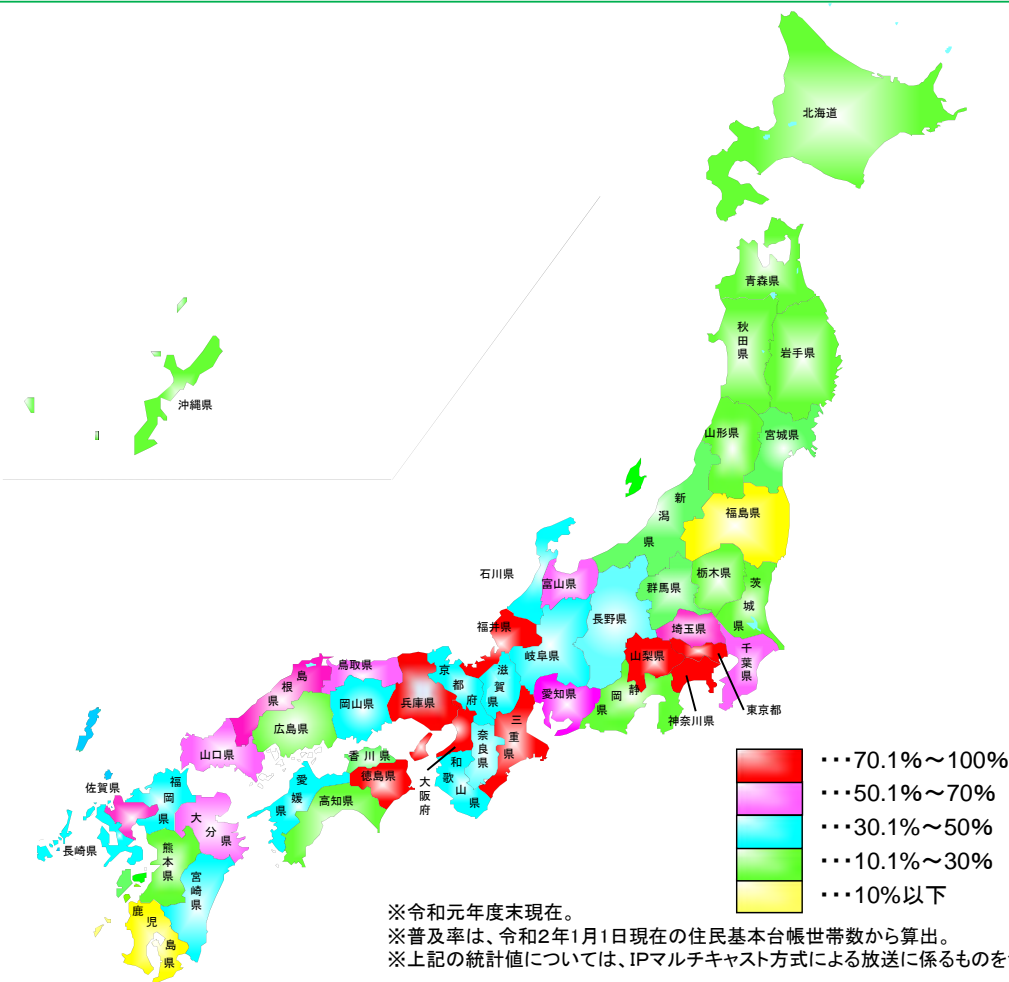 北海道
青森県
秋田県
岩手県
沖縄県
山形県
宮城県
新潟県
福島県
石川県
富山県
栃木県
群馬県
茨城県
長野県
福井県
埼玉県
岐阜県
山梨県
千葉県
鳥取県
島根県
京都府
滋賀県
愛知県
静岡県
兵庫県
岡山県
東京都
神奈川県
広島県
三重県
奈良県
山口県
香川県
和歌山県
大阪府
徳島県
愛媛県
高知県
佐賀県
福岡県
大分県
長崎県
熊本県
宮崎県
鹿児島県
…70.1%～100%
…50.1%～70%
…30.1%～50%
…10.1%～30%
…10%以下
※令和元年度末現在。
※普及率は、令和2年1月1日現在の住民基本台帳世帯数から算出。
※上記の統計値については、IPマルチキャスト方式による放送に係るものを